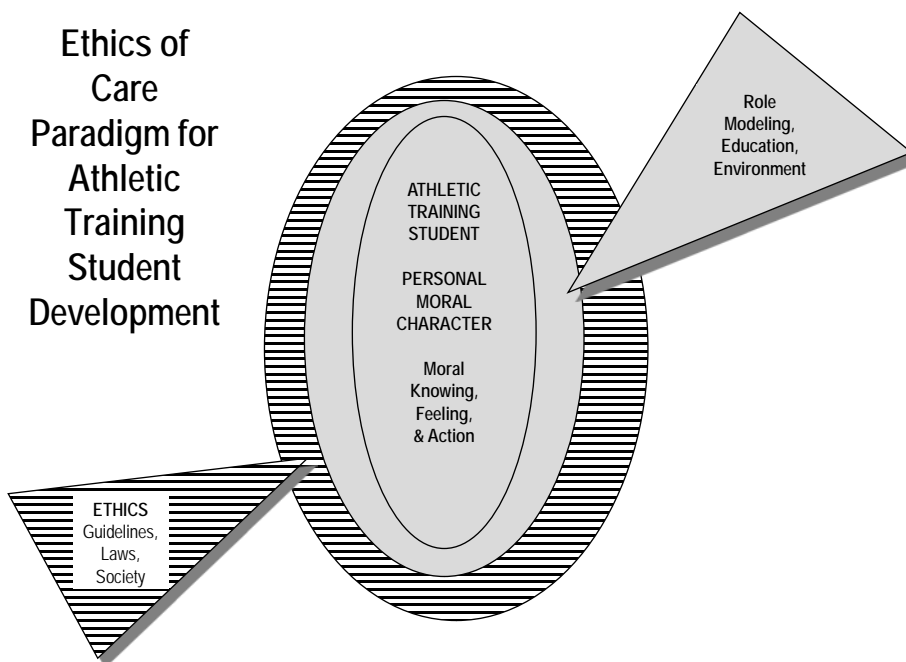 Ethics of
Care
Paradigm for
Athletic
Training
Student
Development
Role
Modeling,
Education,
Environment
ATHLETIC
TRAINING
STUDENT
PERSONAL
MORAL
CHARACTER
Moral
Knowing,
Feeling,
& Action
ETHICS
Guidelines,
Laws,
Society